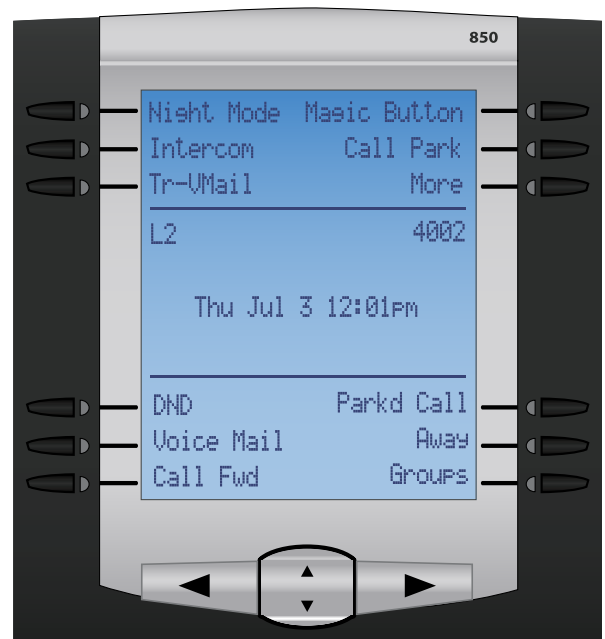 850
Night Mode Magic Button
Intercom Call Park
Tr-VMail More
L2 4002
Thu Jul 3 12:01pm
DND Parkd Call
Voice Mail Away
Call Fwd Groups